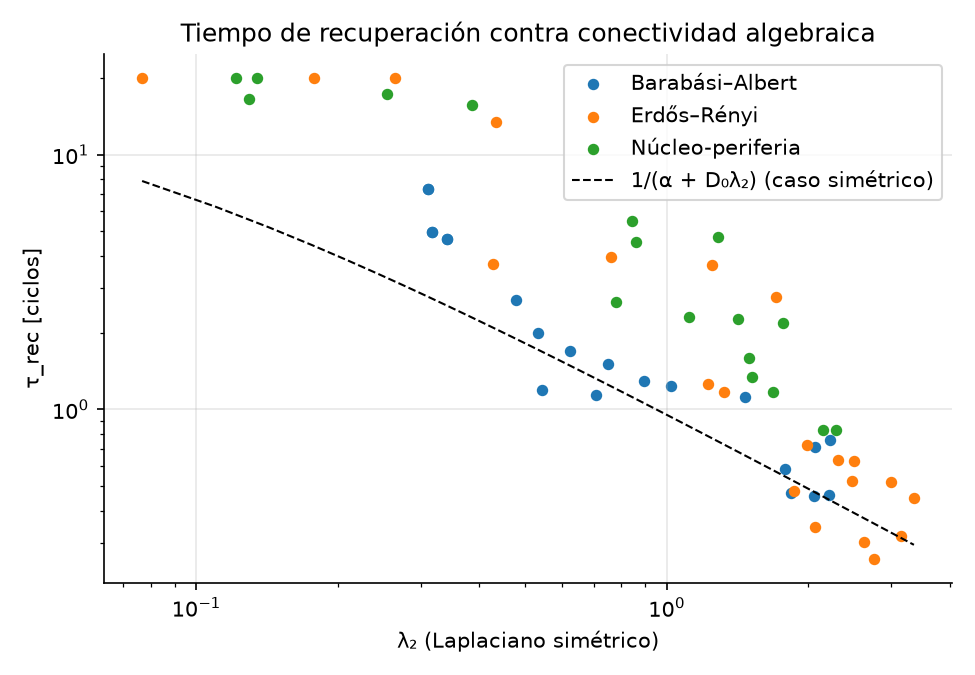 Tiempo de recuperación contra conectividad algebraica
τ_rec [ciclos]
10¹
10⁰
Barabási–Albert
Erdős–Rényi
Núcleo-periferia
1/(α + D₀λ₂) (caso simétrico)
10⁻¹
10⁰
λ₂ (Laplaciano simétrico)